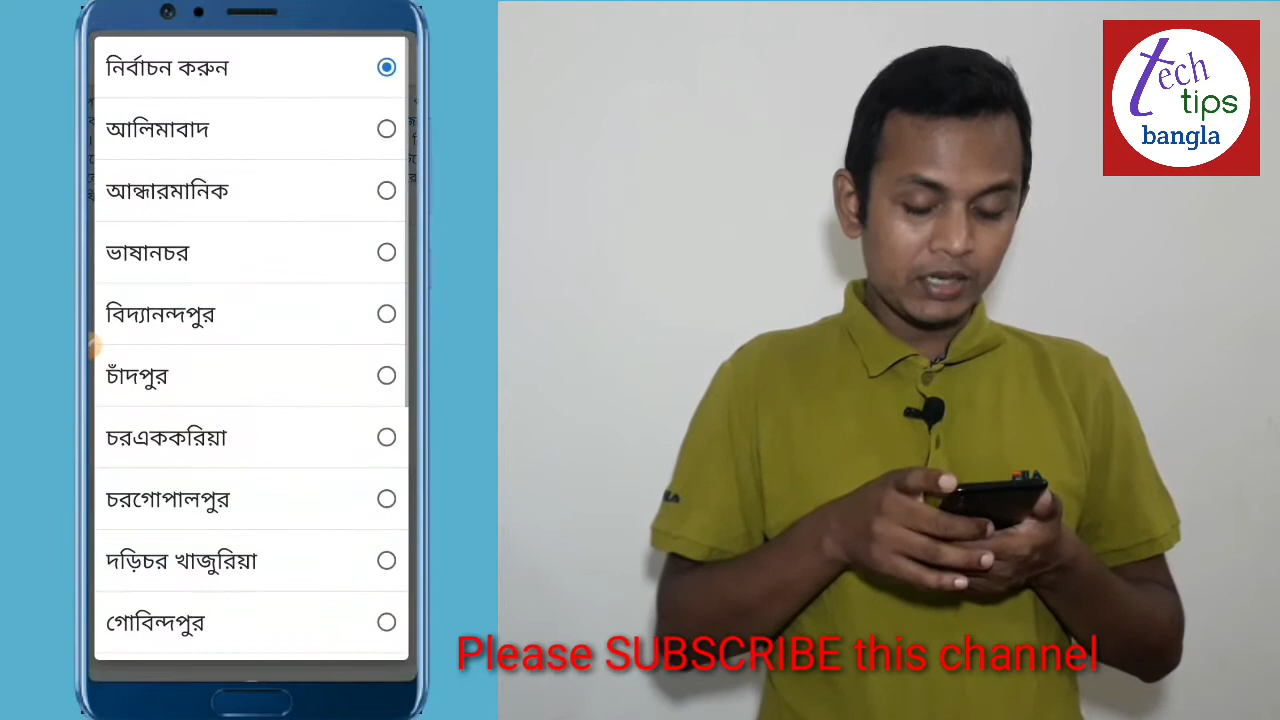 নির্বাচন করুন
আলিমাবাদ
আন্ধারমানিক
ভাষানচর
বিদ্যানন্দপুর
চাঁদপুর
চরএককরিয়া
চরগোপালপুর
দড়িচর খাজুরিয়া
গোবিন্দপুর
tech
tips
bangla
Please SUBSCRIBE this channel